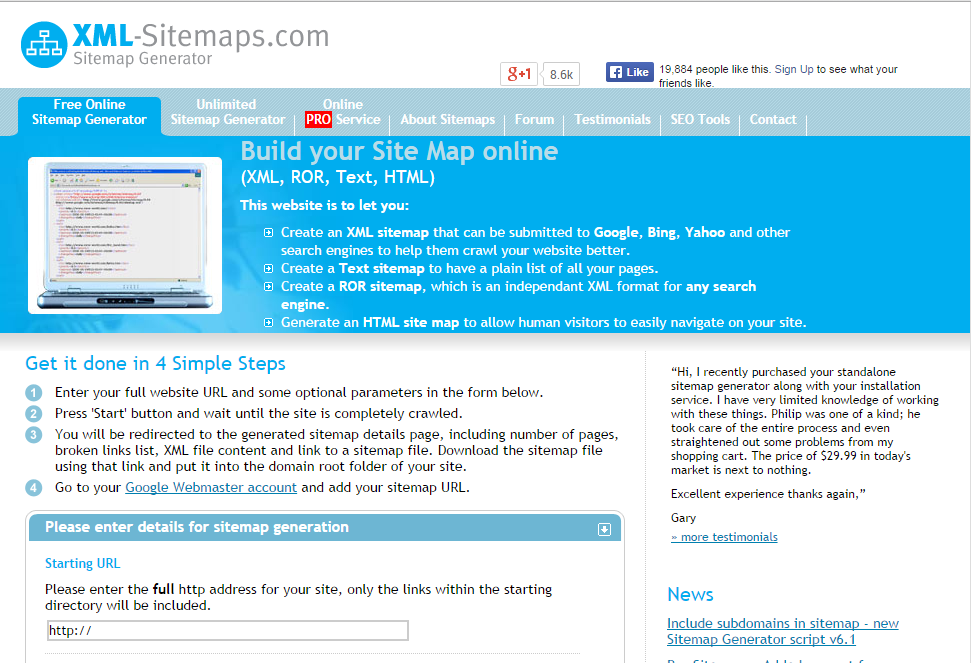 XML-Sitemaps.com
Sitemap Generator
g+1 8.6k
Like 19,884 people like this. Sign Up to see what your
friends like.
Free Online
Sitemap Generator
Unlimited
Sitemap Generator
Online
PRO Service
About Sitemaps
Forum
Testimonials
SEO Tools
Contact
Build your Site Map online
(XML, ROR, Text, HTML)
This website is to let you:
Create an XML sitemap that can be submitted to Google, Bing, Yahoo and other
search engines to help them crawl your website better.
Create a Text sitemap to have a plain list of all your pages.
Create a ROR sitemap, which is an independant XML format for any search
engine.
Generate an HTML site map to allow human visitors to easily navigate on your site.
Get it done in 4 Simple Steps
1 Enter your full website URL and some optional parameters in the form below.
2 Press 'Start' button and wait until the site is completely crawled.
3 You will be redirected to the generated sitemap details page, including number of pages,
broken links list, XML file content and link to a sitemap file. Download the sitemap file
using that link and put it into the domain root folder of your site.
4 Go to your Google Webmaster account and add your sitemap URL.
Please enter details for sitemap generation
Starting URL
Please enter the full http address for your site, only the links within the starting
directory will be included.
http://
“Hi, I recently purchased your standalone
sitemap generator along with your installation
service. I have very limited knowledge of working
with these things. Philip was one of a kind; he
took care of the entire process and even
straightened out some problems from my
shopping cart. The price of $29.99 in today's
market is next to nothing.
Excellent experience thanks again,”
Gary
» more testimonials
News
Include subdomains in sitemap - new
Sitemap Generator script v6.1